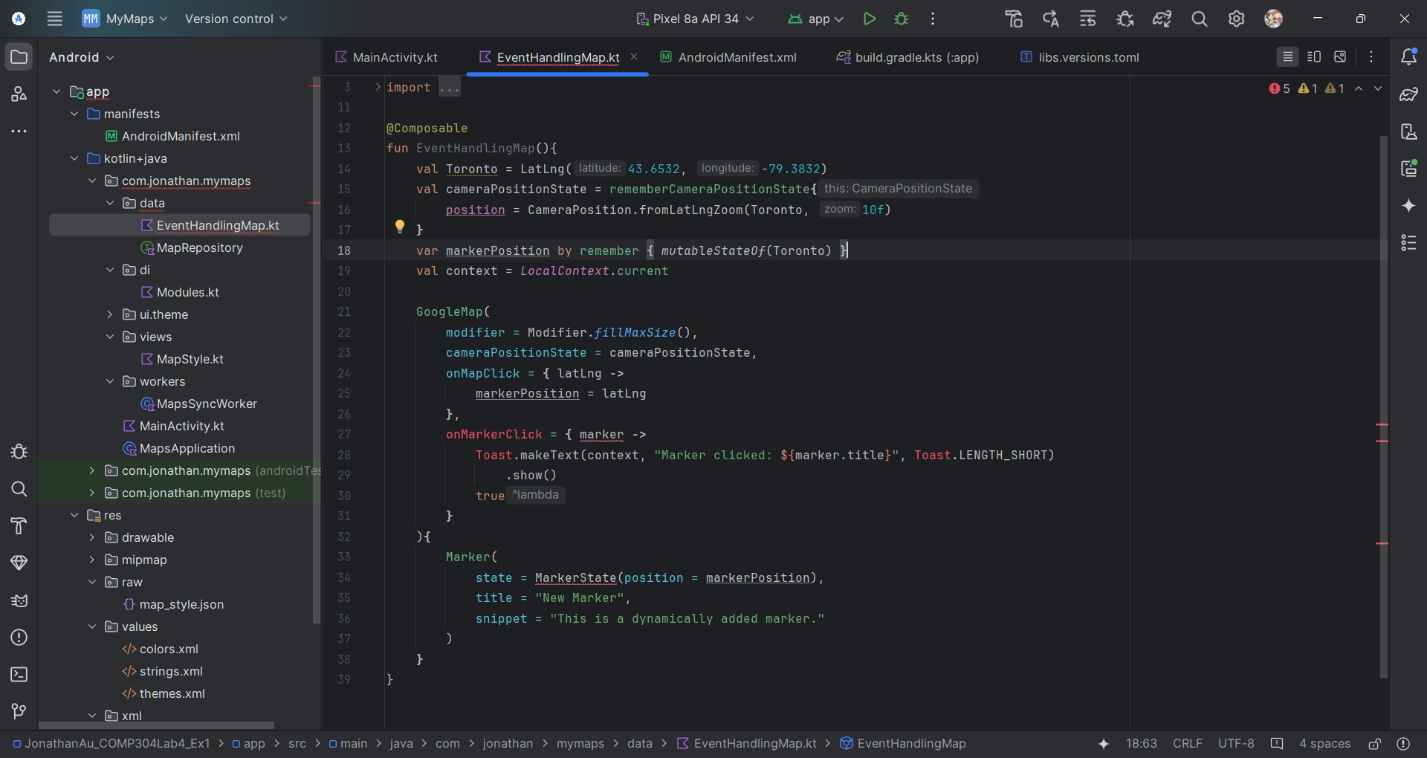 MM MyMaps Version control Pixel 8a API 34 app
Android
app
manifests
AndroidManifest.xml
kotlin+java
com.jonathan.mymaps
data
EventHandlingMap.kt
MapRepository
di
Modules.kt
ui.theme
views
MapStyle.kt
workers
MapsSyncWorker
MainActivity.kt
MapsApplication
com.jonathan.mymaps (androidTes
com.jonathan.mymaps (test)
res
drawable
mipmap
raw
map_style.json
values
colors.xml
strings.xml
themes.xml
xml
MainActivity.kt EventHandlingMap.kt AndroidManifest.xml build.gradle.kts (:app) libs.versions.toml
5 1 1
3 import ...
11
12 @Composable
13 fun EventHandlingMap(){
14 val Toronto = LatLng( latitude: 43.6532, longitude: -79.3832)
15 val cameraPositionState = rememberCameraPositionState{ this: CameraPositionState
16 position = CameraPosition.fromLatLngZoom(Toronto, zoom: 10f)
17 }
18 var markerPosition by remember { mutableStateOf(Toronto) }
19 val context = LocalContext.current
20
21 GoogleMap(
22 modifier = Modifier.fillMaxSize(),
23 cameraPositionState = cameraPositionState,
24 onMapClick = { latLng ->
25 markerPosition = latLng
26 },
27 onMarkerClick = { marker ->
28 Toast.makeText(context, "Marker clicked: ${marker.title}", Toast.LENGTH_SHORT)
29 .show()
30 true ^lambda
31 }
32 ){
33 Marker(
34 state = MarkerState(position = markerPosition),
35 title = "New Marker",
36 snippet = "This is a dynamically added marker."
37 )
38 }
39 }
JonathanAu_COMP304Lab4_Ex1 > app > src > main > java > com > jonathan > mymaps > data > EventHandlingMap.kt > EventHandlingMap 18:63 CRLF UTF-8 4 spaces